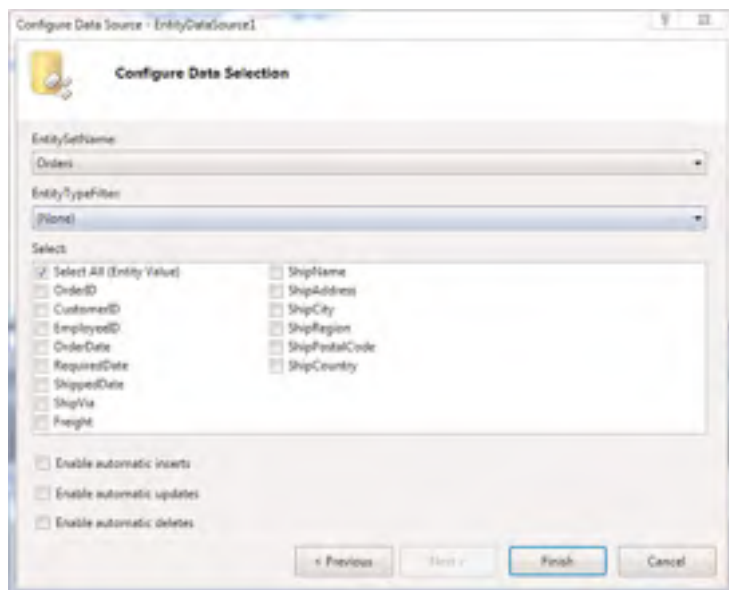 Configure Data Source - EntityDataSource1
Configure Data Selection
EntitySetName:
Orders
EntityTypeFilter:
(None)
Select:
Select All (Entity Value)
OrderID
CustomerID
EmployeeID
OrderDate
RequiredDate
ShippedDate
ShipVia
Freight
ShipName
ShipAddress
ShipCity
ShipRegion
ShipPostalCode
ShipCountry
Enable automatic inserts
Enable automatic updates
Enable automatic deletes
< Previous
Next >
Finish
Cancel